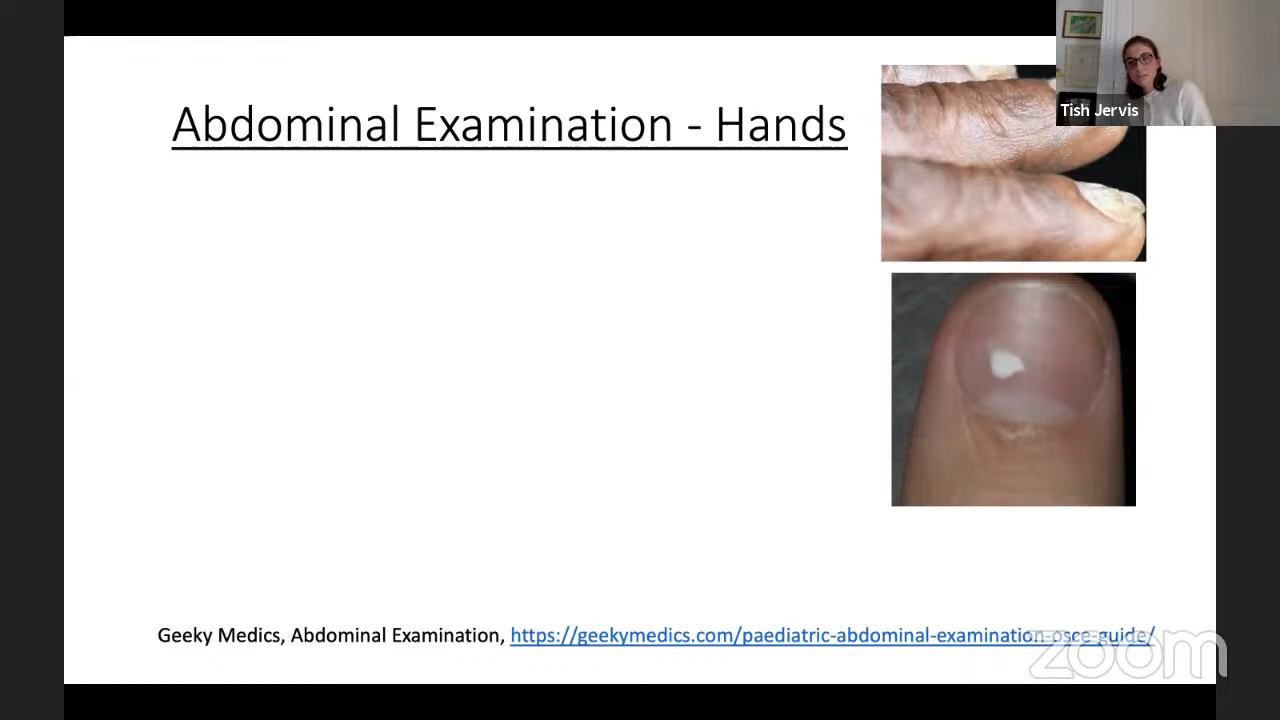 Tish Jervis
Abdominal Examination - Hands
Geeky Medics, Abdominal Examination, https://geekymedics.com/paediatric-abdominal-examination-osce-guide/
zoom